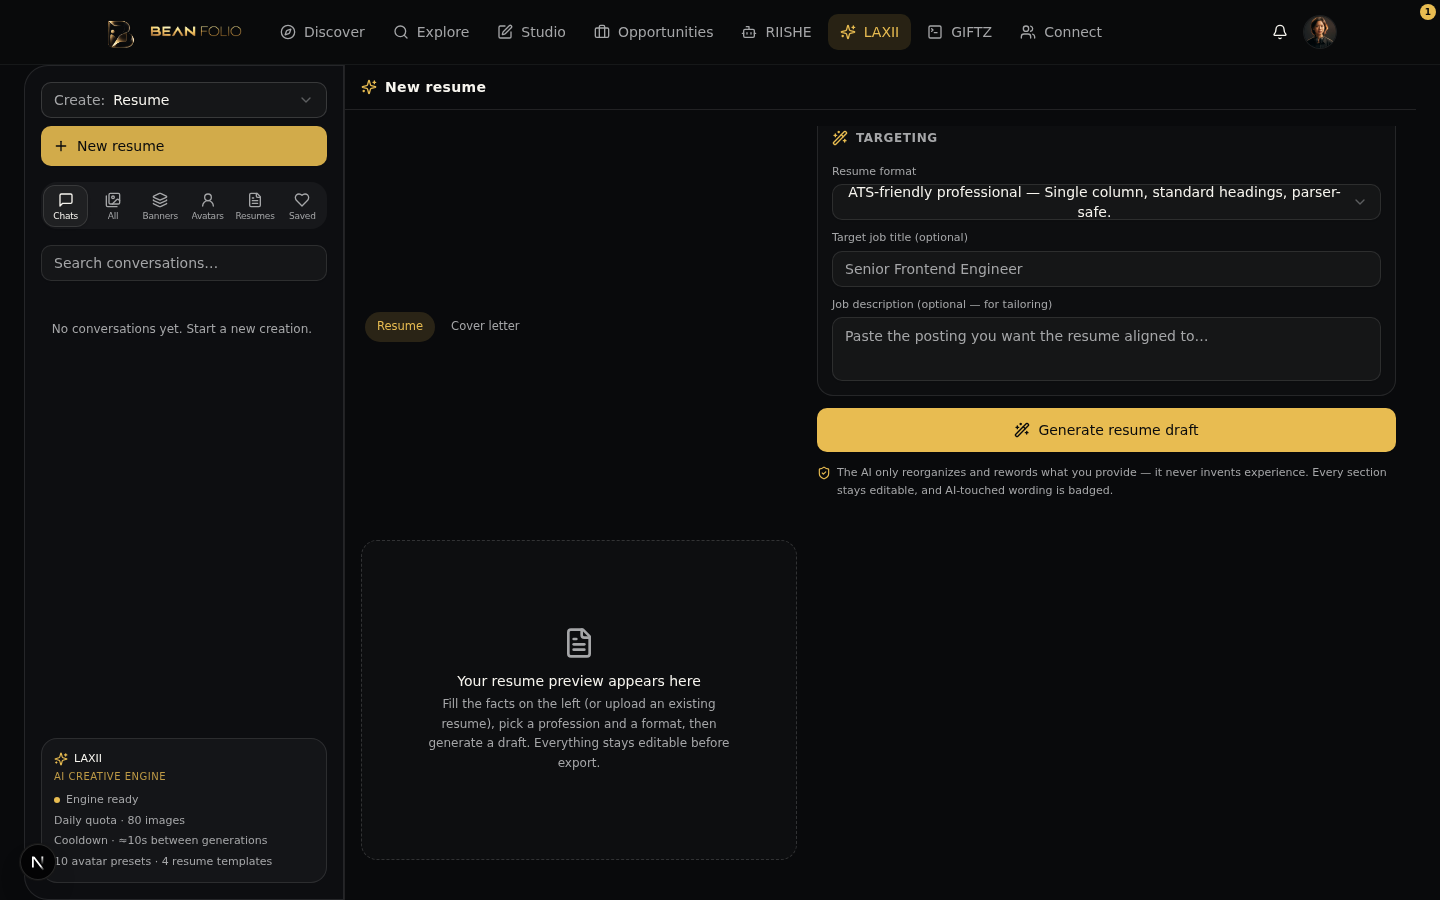 BEAN FOLIO
Discover
Explore
Studio
Opportunities
RIISHE
LAXII
GIFTZ
Connect
1
Create: Resume
New resume
Chats
All
Banners
Avatars
Resumes
Saved
Search conversations...
No conversations yet. Start a new creation.
LAXII
AI CREATIVE ENGINE
Engine ready
Daily quota · 80 images
Cooldown · ≈10s between generations
10 avatar presets · 4 resume templates
N
New resume
Resume
Cover letter
Your resume preview appears here
Fill the facts on the left (or upload an existing
resume), pick a profession and a format, then
generate a draft. Everything stays editable before
export.
TARGETING
Resume format
ATS-friendly professional — Single column, standard headings, parser-
safe.
Target job title (optional)
Senior Frontend Engineer
Job description (optional — for tailoring)
Paste the posting you want the resume aligned to…
Generate resume draft
The AI only reorganizes and rewords what you provide — it never invents experience. Every section
stays editable, and AI-touched wording is badged.